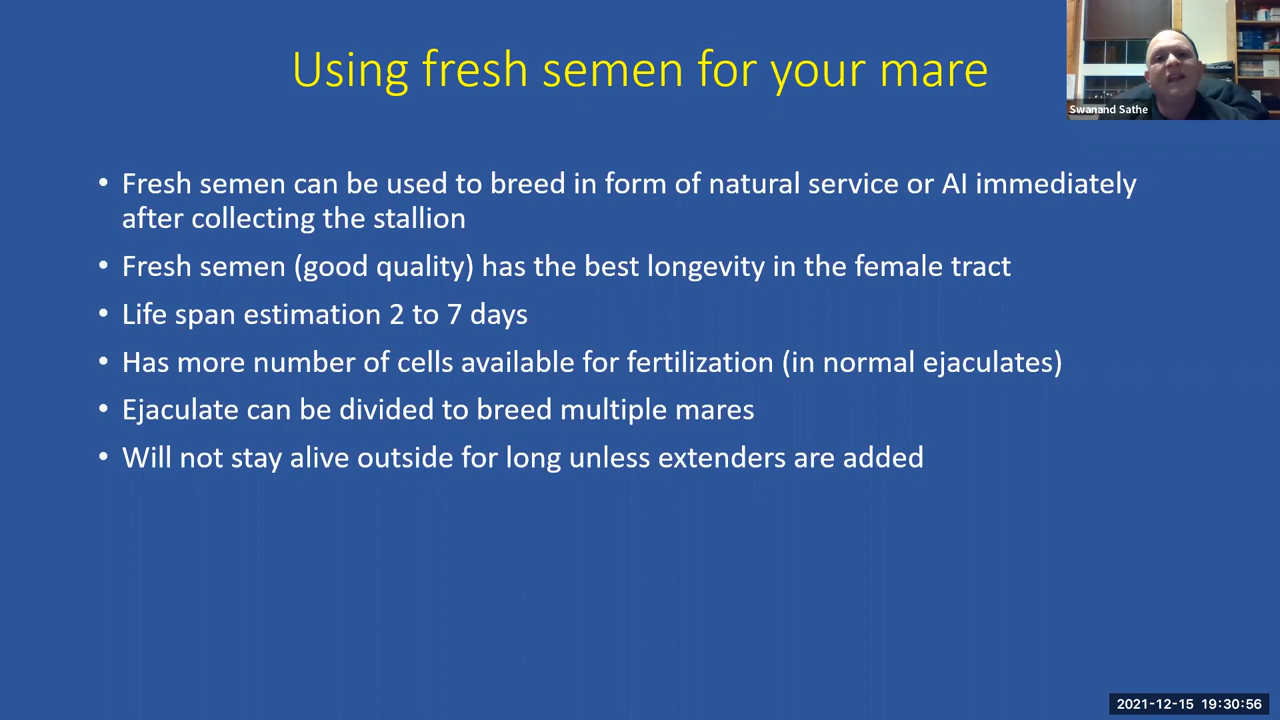 Using fresh semen for your mare
Swanand Sathe
• Fresh semen can be used to breed in form of natural service or AI immediately
after collecting the stallion
• Fresh semen (good quality) has the best longevity in the female tract
• Life span estimation 2 to 7 days
• Has more number of cells available for fertilization (in normal ejaculates)
• Ejaculate can be divided to breed multiple mares
• Will not stay alive outside for long unless extenders are added
2021-12-15 19:30:56